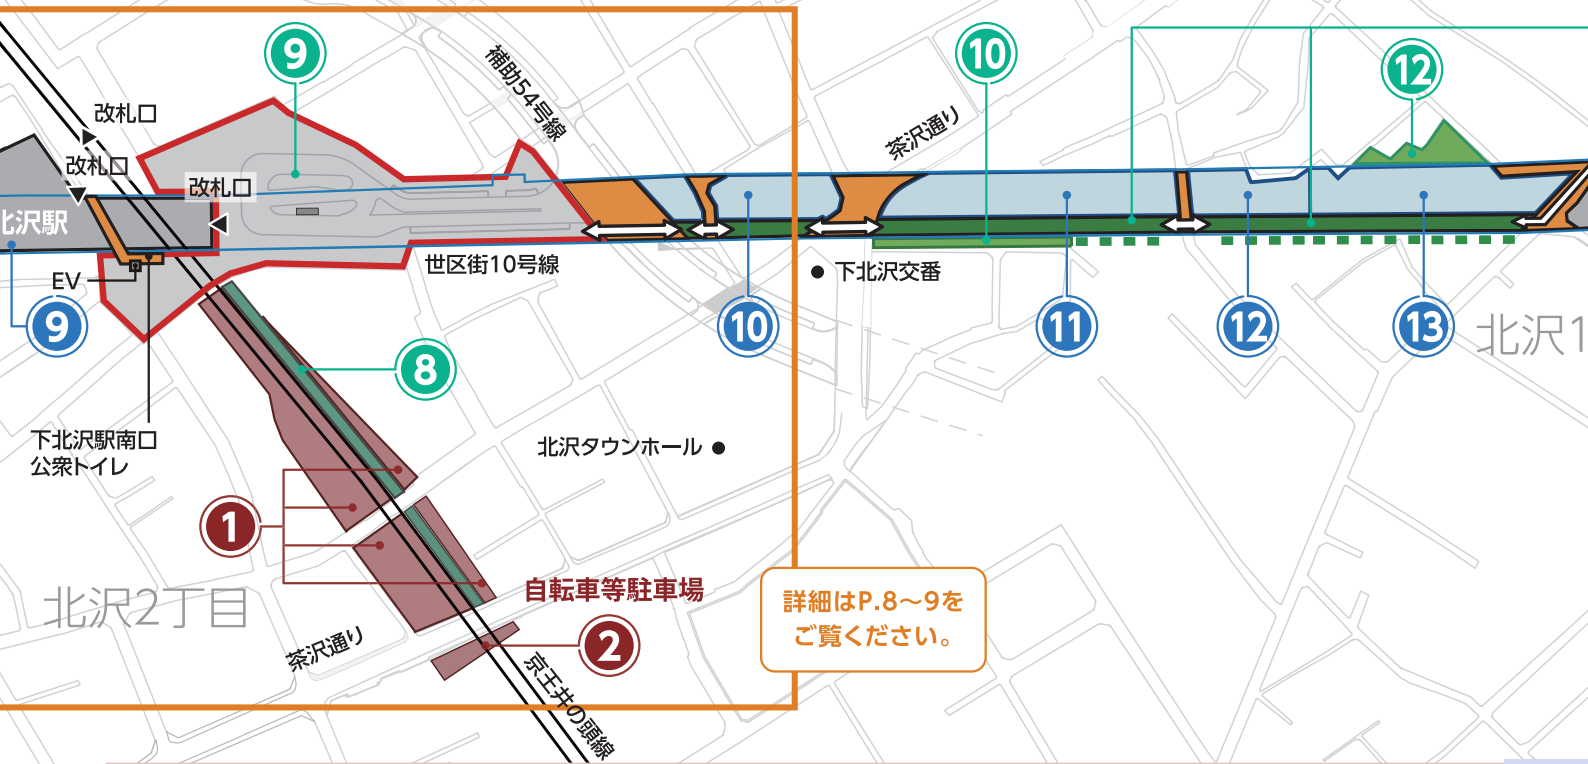 9
10
12
補助54号線
改札口
改札口
改札口
茶沢通り
北沢駅
世区街10号線
下北沢交番
EV
9
10
11
12
13
北沢1
8
下北沢駅南口
公衆トイレ
北沢タウンホール
1
自転車等駐車場
2
北沢2丁目
茶沢通り
京王井の頭線
詳細はP.8～9を
ご覧ください。